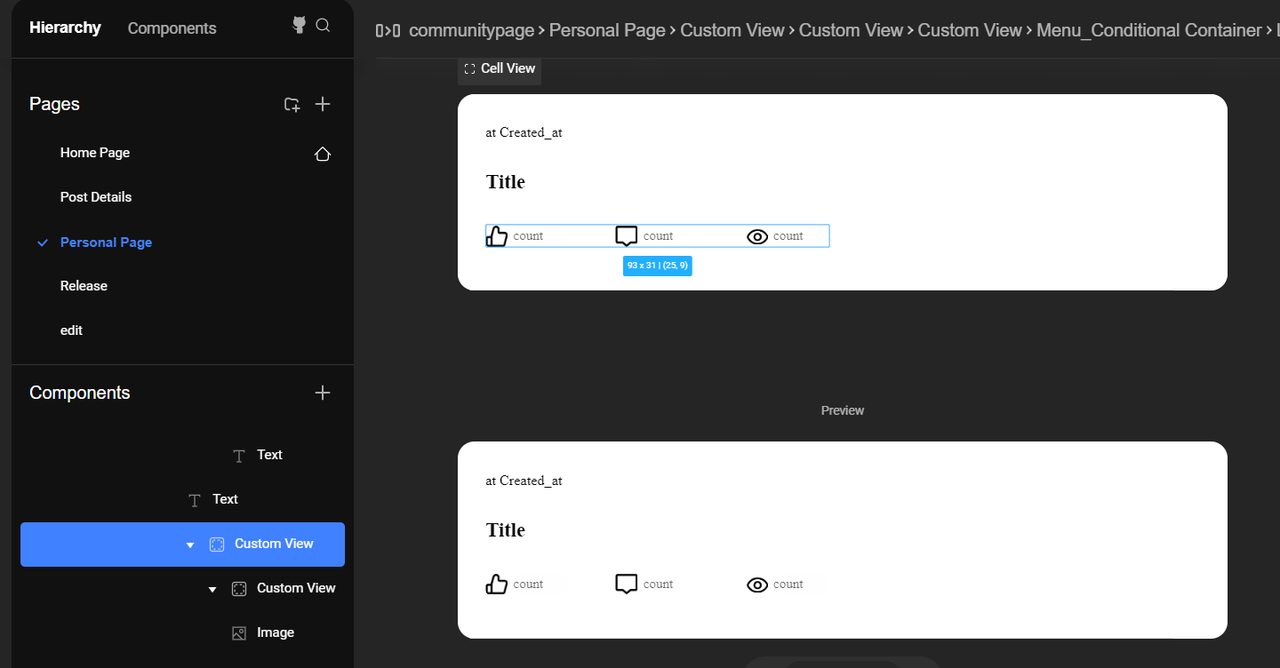 Hierarchy Components
communitypage › Personal Page › Custom View › Custom View › Custom View › Menu_Conditional Container ›
Cell View
Pages
Home Page
Post Details
Personal Page
Release
edit
Components
Text
Text
Custom View
Custom View
Image
at Created_at
Title
count count count
93 x 31 | (25, 9)
Preview
at Created_at
Title
count count count